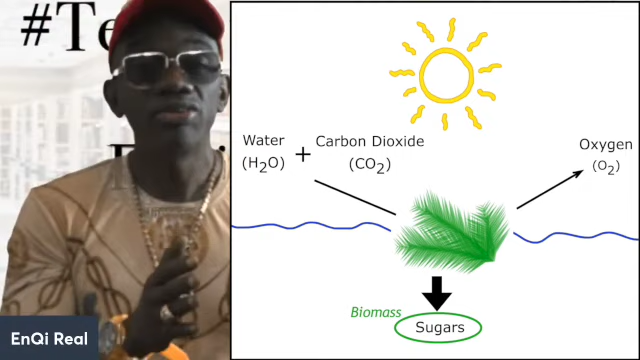 #Te
EnQi Real
Water
(H₂O)
+
Carbon Dioxide
(CO₂)
Oxygen
(O₂)
Biomass
Sugars